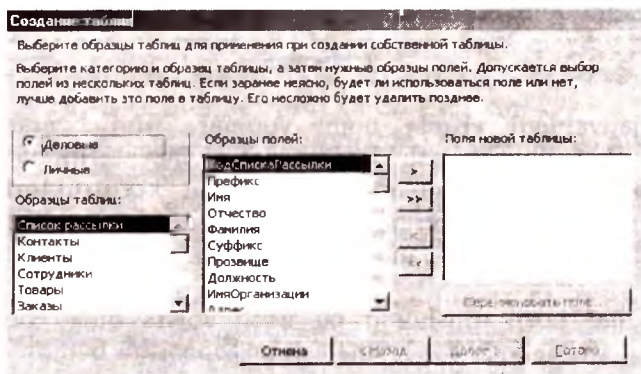 Создание таблиц
Выберите образцы таблиц для применения при создании собственной таблицы.
Выберите категорию и образец таблицы, а затем нужные образцы полей. Допускается выбор
полей из нескольких таблиц. Если заранее неясно, будет ли использоваться поле или нет,
лучше добавить это поле в таблицу. Его несложно будет удалить позднее.
Деловые
Личные
Образцы таблиц:
Список рассылки
Контакты
Клиенты
Сотрудники
Товары
Заказы
Образцы полей:
КодСпискаРассылки
Префикс
Имя
Отчество
Фамилия
Суффикс
Прозвище
Должность
ИмяОрганизации
Адрес
>
>>
<
<<
Поля новой таблицы:
Переименовать поле...
Отмена
< Назад
Далее >
Готово